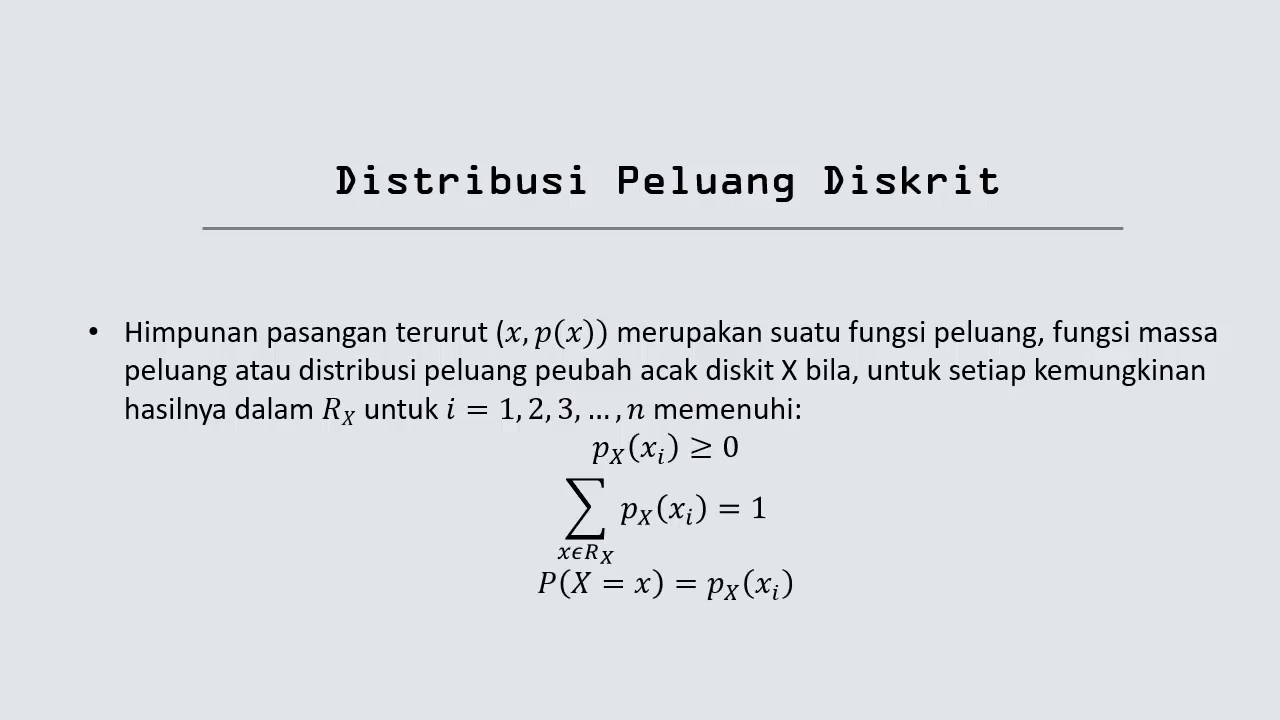 Distribusi Peluang Diskrit
• Himpunan pasangan terurut (𝑥, 𝑝(𝑥)) merupakan suatu fungsi peluang, fungsi massa
peluang atau distribusi peluang peubah acak diskit X bila, untuk setiap kemungkinan
hasilnya dalam 𝑅_𝑋 untuk 𝑖 = 1, 2, 3, … , 𝑛 memenuhi:
𝑝_𝑋(𝑥_𝑖) ≥ 0
∑_{𝑥𝜖𝑅_𝑋} 𝑝_𝑋(𝑥_𝑖) = 1
𝑃(𝑋 = 𝑥) = 𝑝_𝑋(𝑥_𝑖)